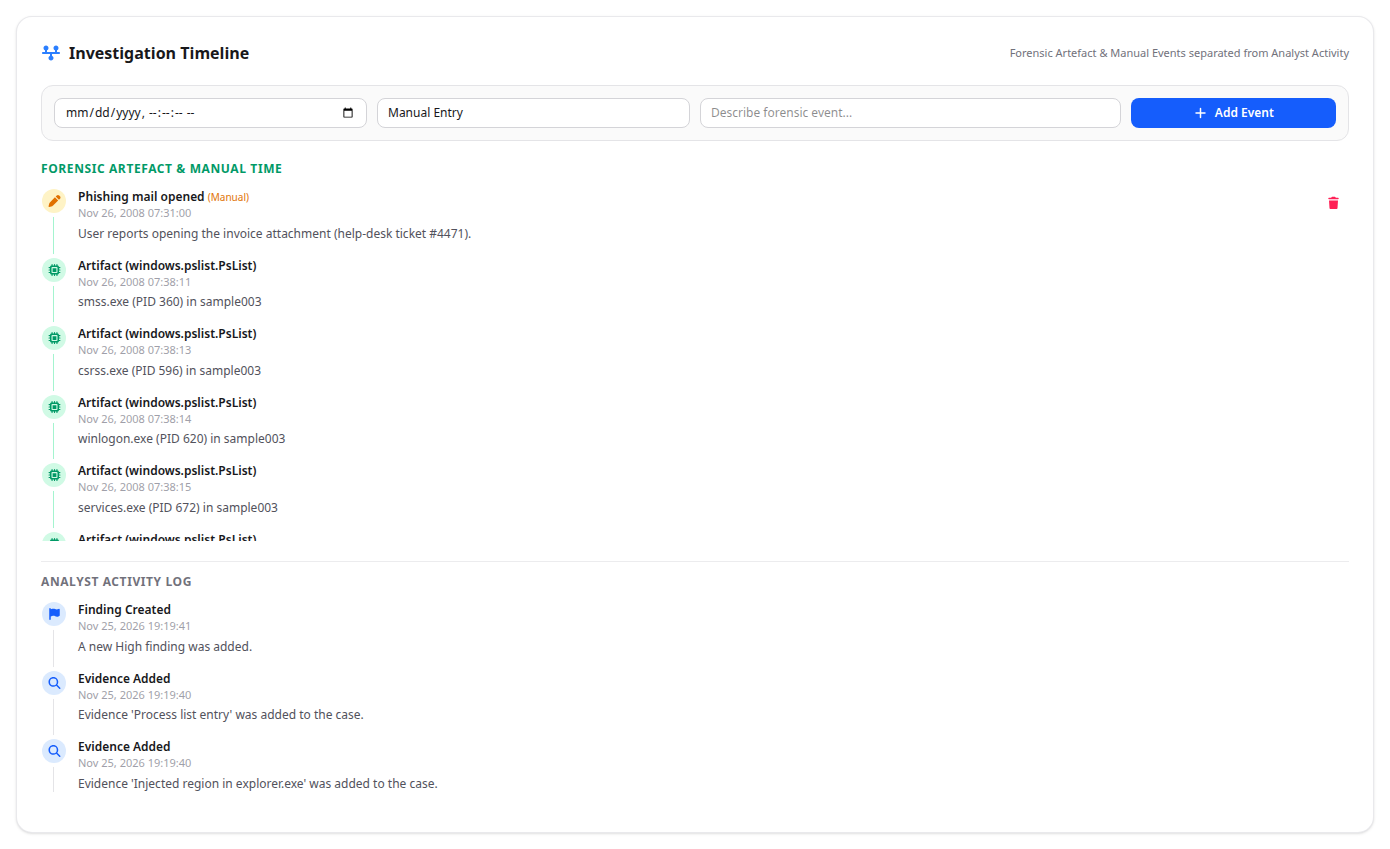 Investigation Timeline
Forensic Artefact & Manual Events separated from Analyst Activity
mm/dd/yyyy, --:--:-- --
Manual Entry
Describe forensic event...
Add Event
FORENSIC ARTEFACT & MANUAL TIME
Phishing mail opened (Manual)
Nov 26, 2008 07:31:00
User reports opening the invoice attachment (help-desk ticket #4471).
Artifact (windows.pslist.PsList)
Nov 26, 2008 07:38:11
smss.exe (PID 360) in sample003
Artifact (windows.pslist.PsList)
Nov 26, 2008 07:38:13
csrss.exe (PID 596) in sample003
Artifact (windows.pslist.PsList)
Nov 26, 2008 07:38:14
winlogon.exe (PID 620) in sample003
Artifact (windows.pslist.PsList)
Nov 26, 2008 07:38:15
services.exe (PID 672) in sample003
Artifact (windows.pslist.PsList)
ANALYST ACTIVITY LOG
Finding Created
Nov 25, 2026 19:19:41
A new High finding was added.
Evidence Added
Nov 25, 2026 19:19:40
Evidence 'Process list entry' was added to the case.
Evidence Added
Nov 25, 2026 19:19:40
Evidence 'Injected region in explorer.exe' was added to the case.